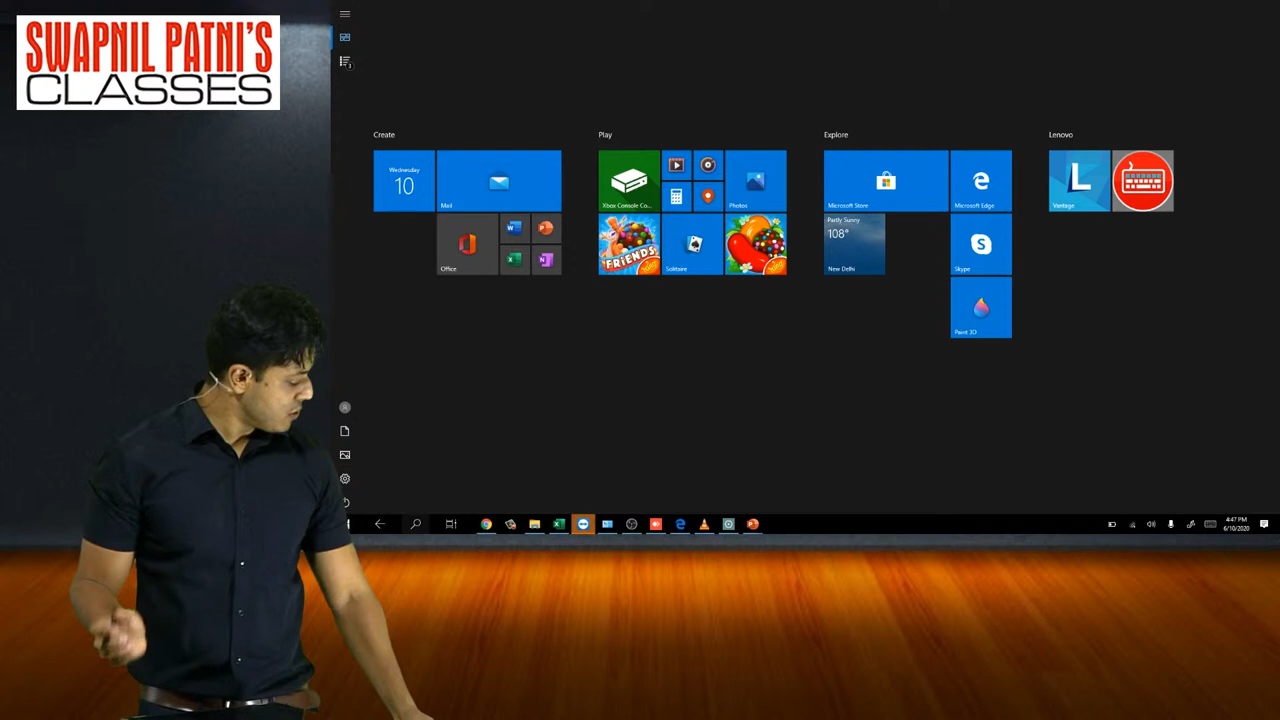 SWAPNIL PATNI'S
CLASSES
Create
Play
Explore
Lenovo
Wednesday
10
Mail
Office
Xbox Console Co...
Photos
FRIENDS
Solitaire
Microsoft Store
Microsoft Edge
Partly Sunny
108°
New Delhi
Skype
Paint 3D
L
Vantage
4:47 PM
6/10/2020